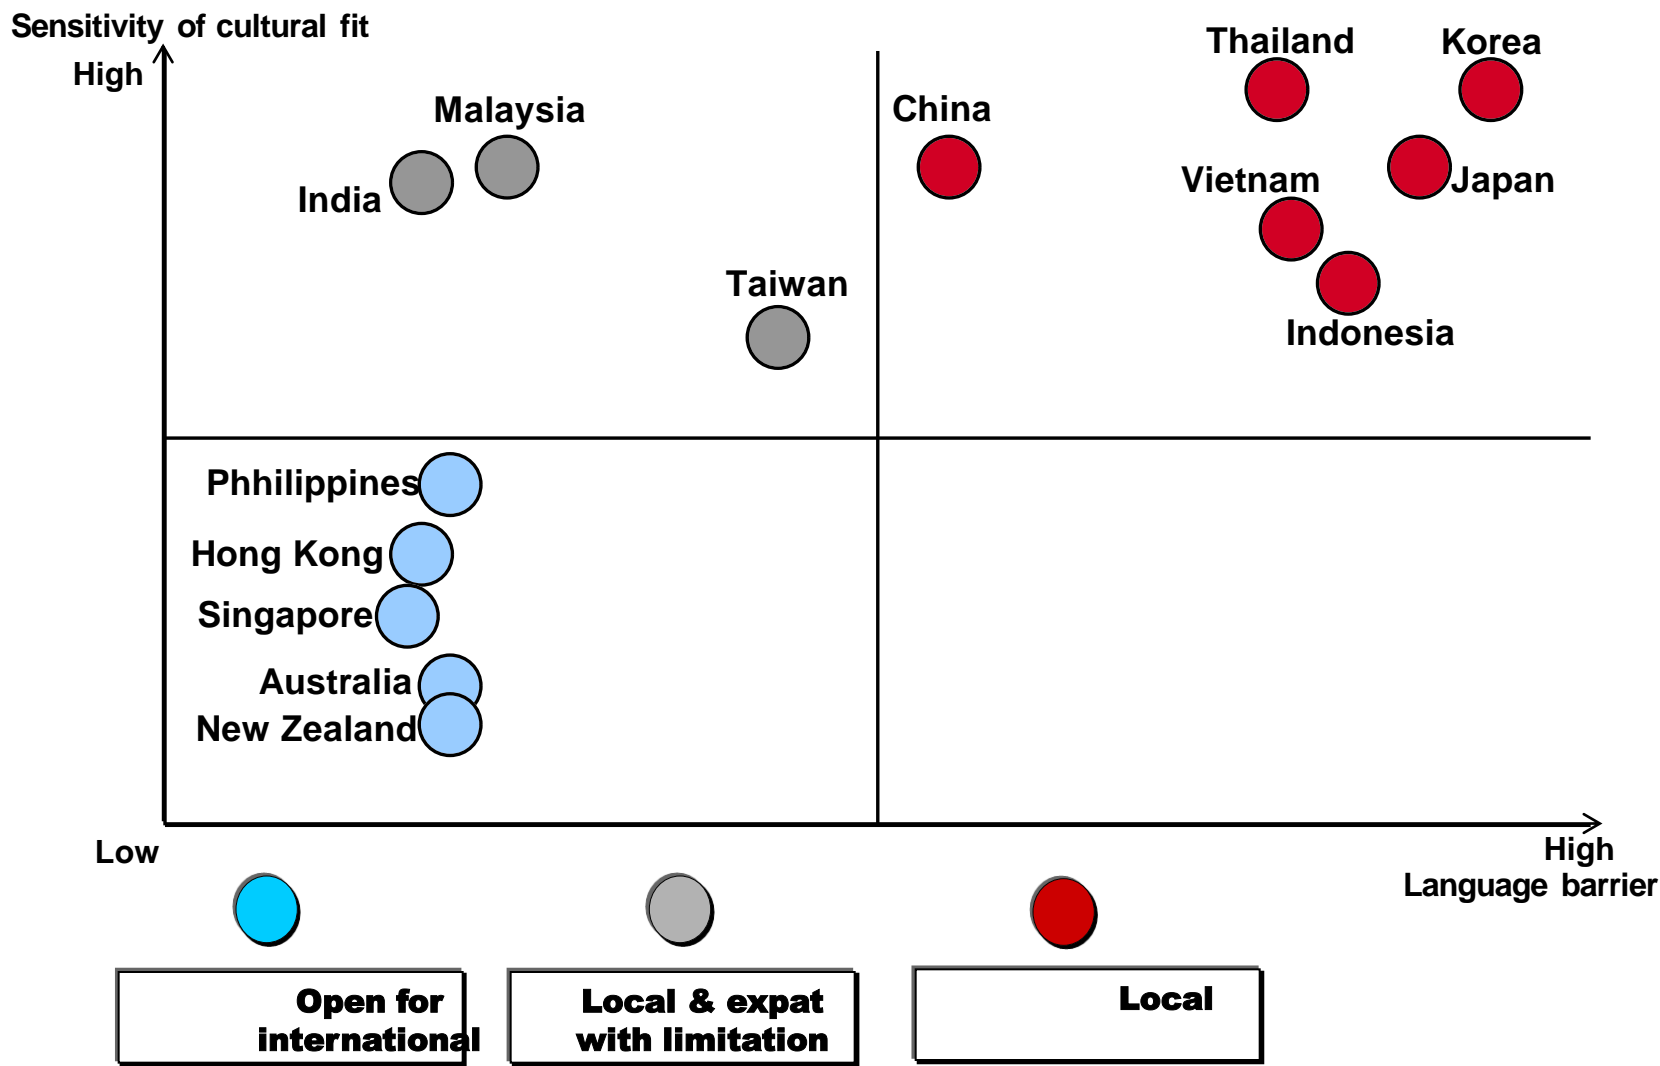 Sensitivity of cultural fit
High
Thailand
Korea
Malaysia
China
India
Vietnam
Japan
Taiwan
Indonesia
Phhilippines
Hong Kong
Singapore
Australia
New Zealand
Low
High
Language barrier
Open for
international
Local & expat
with limitation
Local